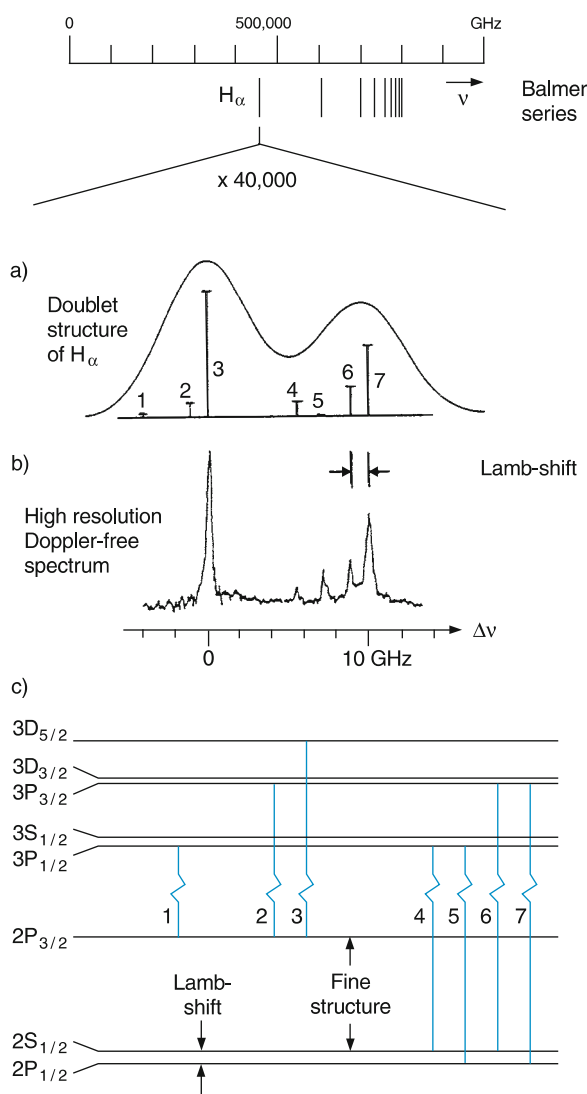 0 500,000 GHz
Hα
ν
Balmer
series
x 40,000
a)
Doublet
structure
of Hα
1 2 3 4 5 6 7
b)
Lamb-shift
High resolution
Doppler-free
spectrum
Δν
0 10 GHz
c)
3D5/2
3D3/2
3P3/2
3S1/2
3P1/2
1 2 3 4 5 6 7
2P3/2
Lamb-
shift
Fine
structure
2S1/2
2P1/2